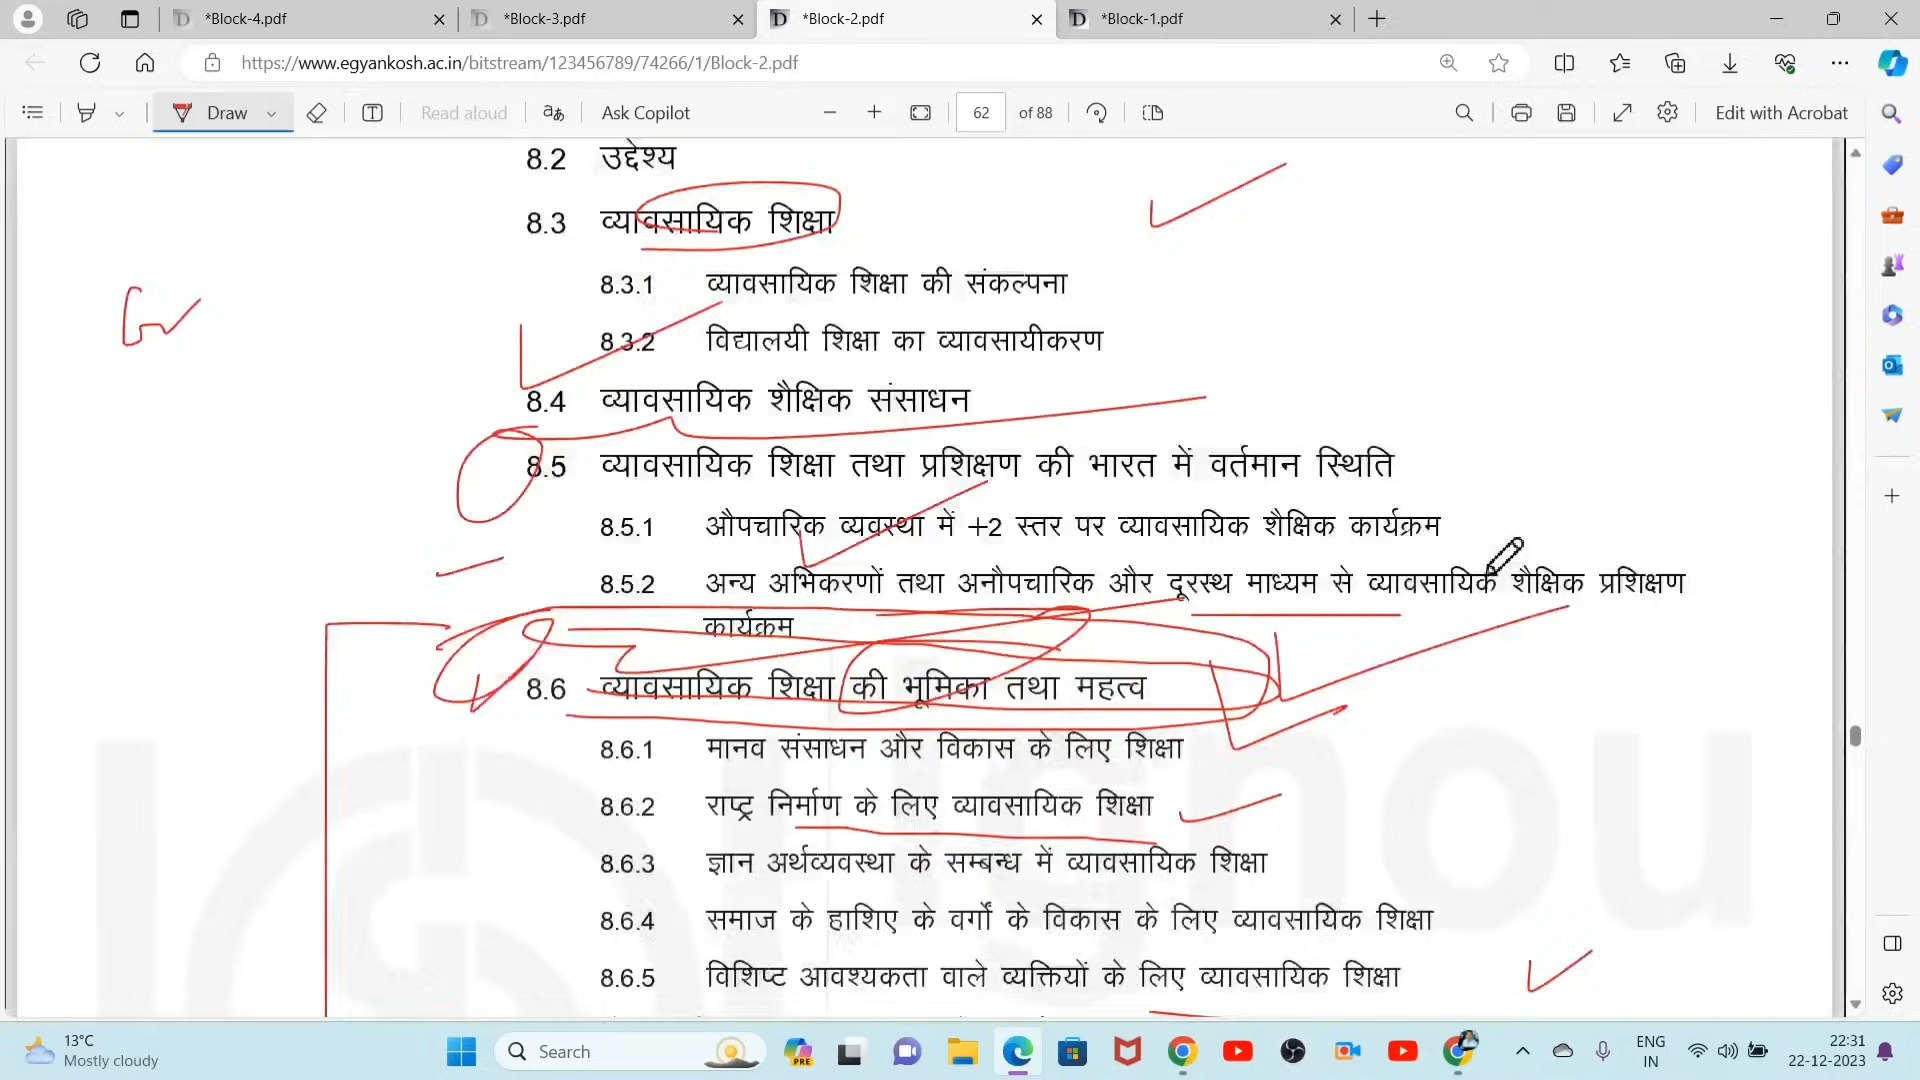 *Block-4.pdf
*Block-3.pdf
*Block-2.pdf
*Block-1.pdf
https://www.egyankosh.ac.in/bitstream/123456789/74266/1/Block-2.pdf
Draw
Read aloud
Ask Copilot
62 of 88
Edit with Acrobat
8.2 उद्देश्य
8.3 व्यावसायिक शिक्षा
8.3.1 व्यावसायिक शिक्षा की संकल्पना
8.3.2 विद्यालयी शिक्षा का व्यावसायीकरण
8.4 व्यावसायिक शैक्षिक संसाधन
8.5 व्यावसायिक शिक्षा तथा प्रशिक्षण की भारत में वर्तमान स्थिति
8.5.1 औपचारिक व्यवस्था में +2 स्तर पर व्यावसायिक शैक्षिक कार्यक्रम
8.5.2 अन्य अभिकरणों तथा अनौपचारिक और दूरस्थ माध्यम से व्यावसायिक शैक्षिक प्रशिक्षण
कार्यक्रम
8.6 व्यावसायिक शिक्षा की भूमिका तथा महत्व
8.6.1 मानव संसाधन और विकास के लिए शिक्षा
8.6.2 राष्ट्र निर्माण के लिए व्यावसायिक शिक्षा
8.6.3 ज्ञान अर्थव्यवस्था के सम्बन्ध में व्यावसायिक शिक्षा
8.6.4 समाज के हाशिए के वर्गों के विकास के लिए व्यावसायिक शिक्षा
8.6.5 विशिष्ट आवश्यकता वाले व्यक्तियों के लिए व्यावसायिक शिक्षा
ignou
13°C
Mostly cloudy
Search
PRE
ENG
IN
22:31
22-12-2023